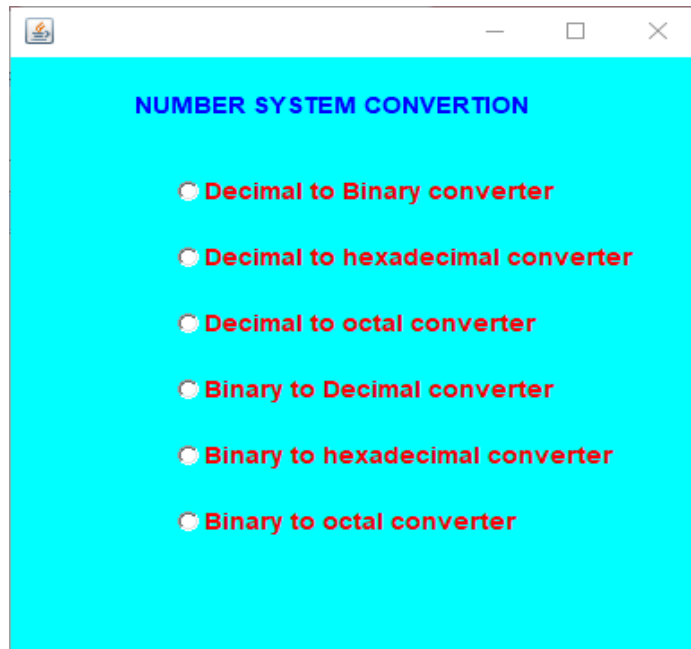 NUMBER SYSTEM CONVERTION
Decimal to Binary converter
Decimal to hexadecimal converter
Decimal to octal converter
Binary to Decimal converter
Binary to hexadecimal converter
Binary to octal converter